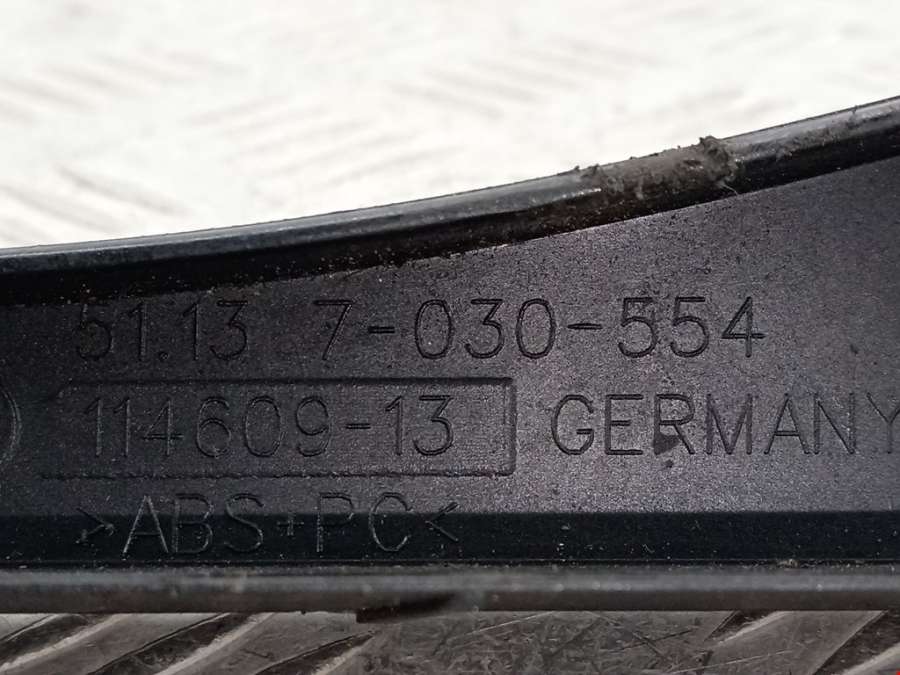 51.13 7-030-554
114609-13 GERMANY
>ABS+PC<